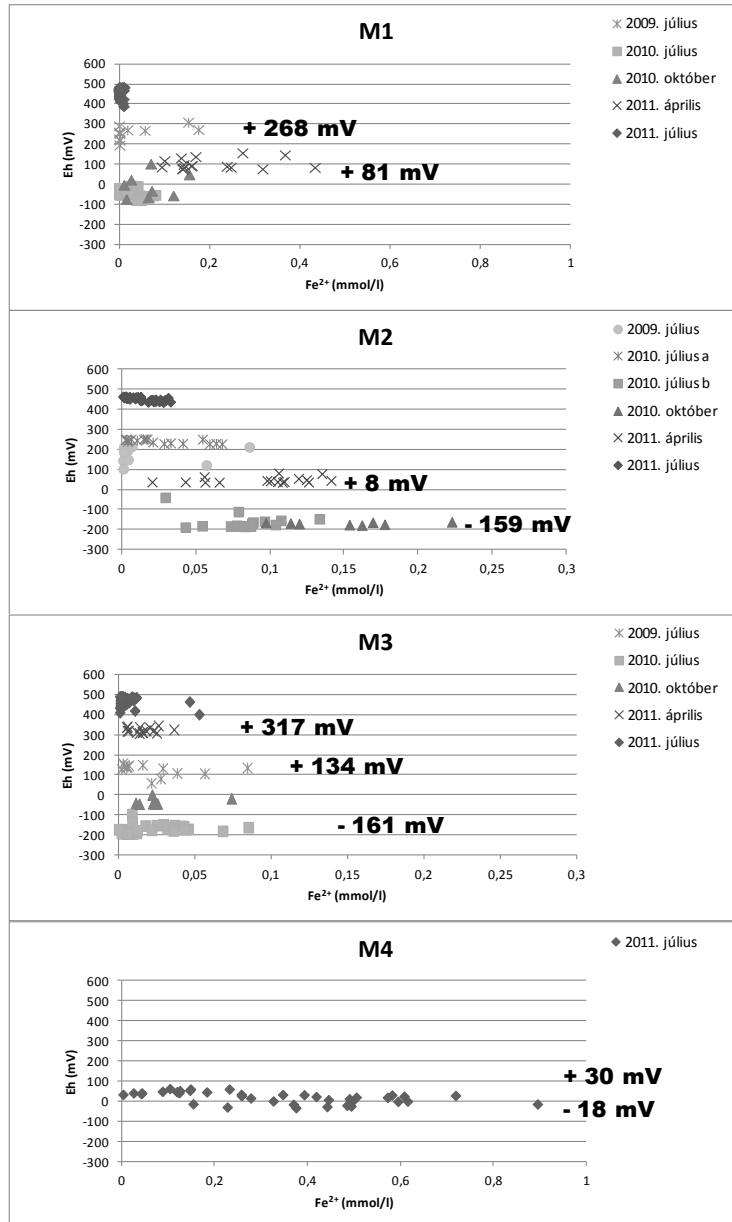 M1
600
500
400
300
200
100
0
-100
-200
-300
Eh (mV)
+ 268 mV
+ 81 mV
0 0,2 0,4 0,6 0,8 1
Fe²⁺ (mmol/l)
2009. július
2010. július
2010. október
2011. április
2011. július
M2
600
500
400
300
200
100
0
-100
-200
-300
Eh (mV)
+ 8 mV
- 159 mV
0 0,05 0,1 0,15 0,2 0,25 0,3
Fe²⁺ (mmol/l)
2009. július
2010. július a
2010. július b
2010. október
2011. április
2011. július
M3
600
500
400
300
200
100
0
-100
-200
-300
Eh (mV)
+ 317 mV
+ 134 mV
- 161 mV
0 0,05 0,1 0,15 0,2 0,25 0,3
Fe²⁺ (mmol/l)
2009. július
2010. július
2010. október
2011. április
2011. július
M4
600
500
400
300
200
100
0
-100
-200
-300
Eh (mV)
+ 30 mV
- 18 mV
0 0,2 0,4 0,6 0,8 1
Fe²⁺ (mmol/l)
2011. július